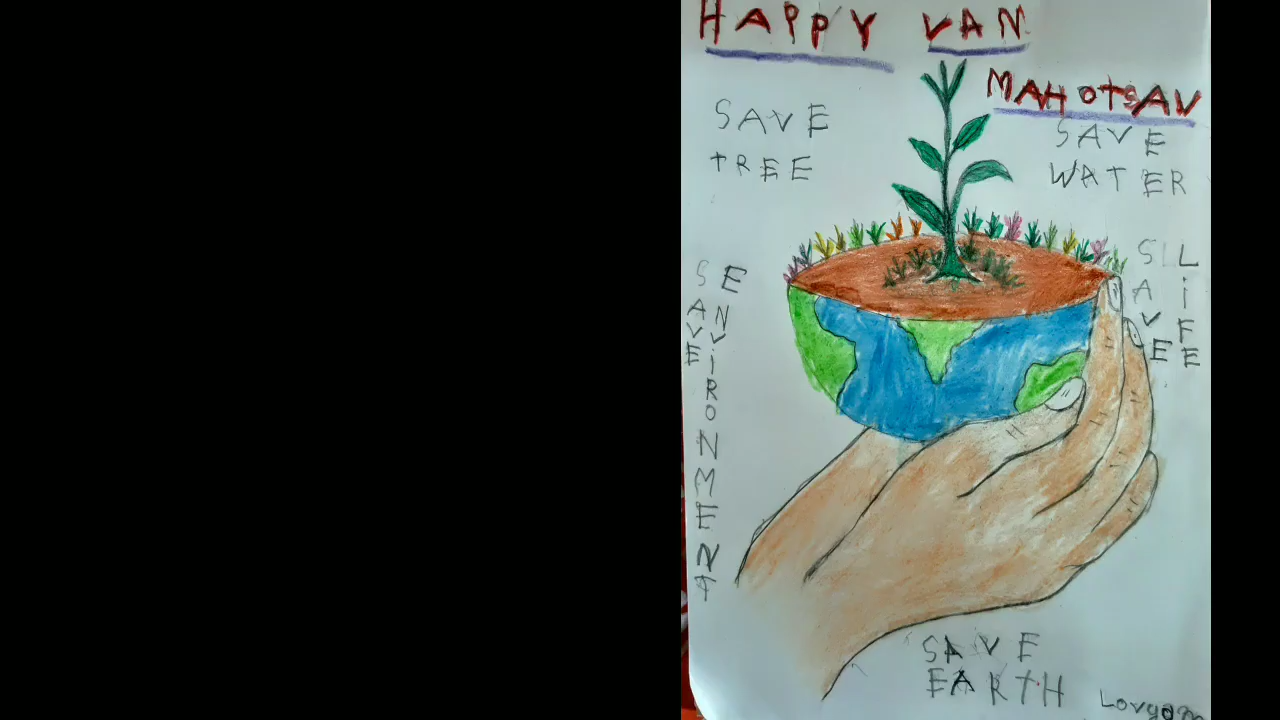 HAPPY VAN
MAHOTSAV
SAVE
TREE
SAVE
WATER
SAVE
ENVIRONMENT
SAVE
LiFE
SAVE
EARTH